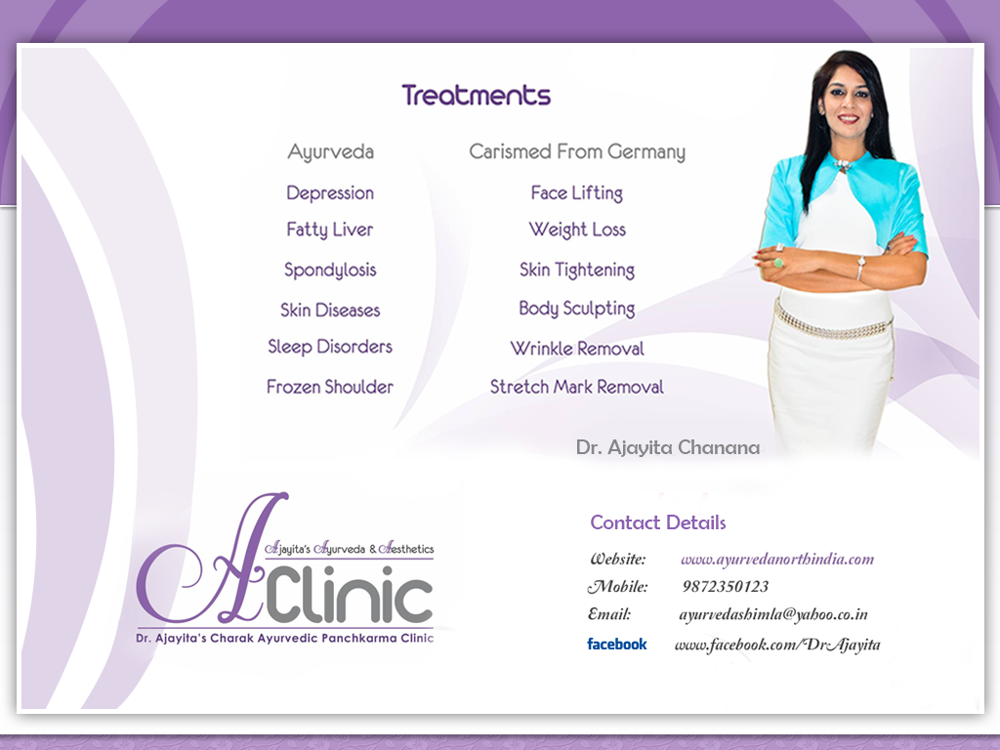 Treatments
Ayurveda
Depression
Fatty Liver
Spondylosis
Skin Diseases
Sleep Disorders
Frozen Shoulder
Carismed From Germany
Face Lifting
Weight Loss
Skin Tightening
Body Sculpting
Wrinkle Removal
Stretch Mark Removal
Dr. Ajayita Chanana
Ajayita's Ayurveda & Aesthetics
A Clinic
Dr. Ajayita's Charak Ayurvedic Panchkarma Clinic
Contact Details
Website: www.ayurvedanorthindia.com
Mobile: 9872350123
Email: ayurvedashimla@yahoo.co.in
facebook www.facebook.com/DrAjayita